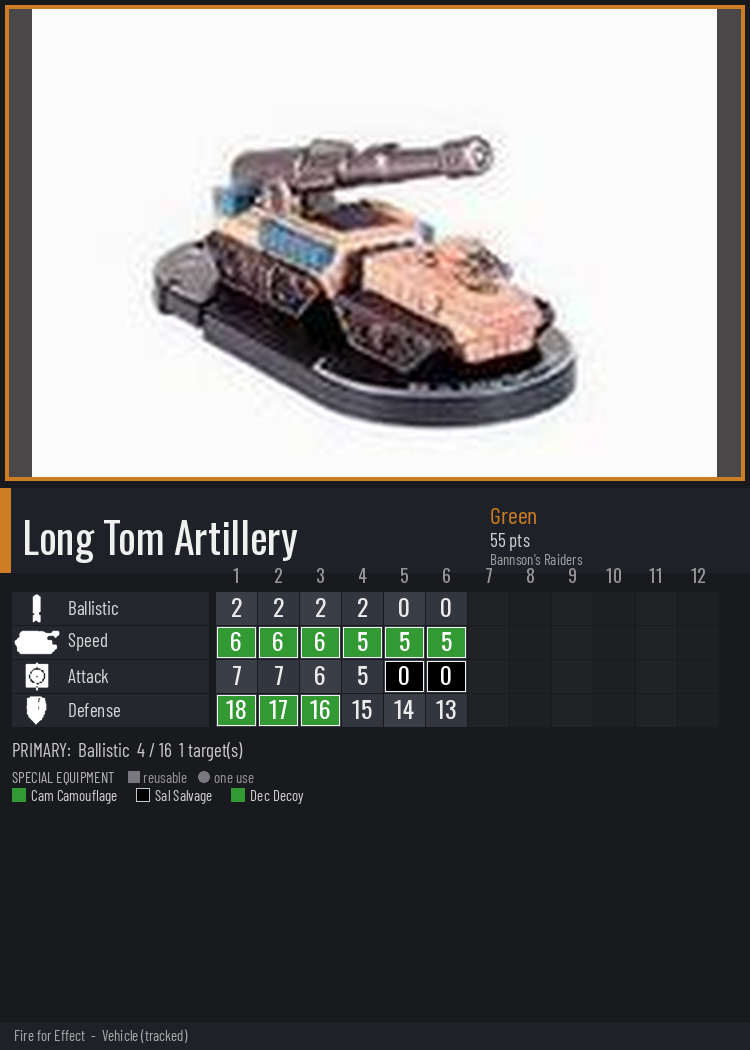 Long Tom Artillery
Green
55 pts
Bannson's Raiders
1 2 3 4 5 6 7 8 9 10 11 12
Ballistic 2 2 2 2 0 0
Speed 6 6 6 5 5 5
Attack 7 7 6 5 0 0
Defense 18 17 16 15 14 13
PRIMARY: Ballistic 4 / 16 1 target(s)
SPECIAL EQUIPMENT reusable one use
Cam Camouflage Sal Salvage Dec Decoy
Fire for Effect - Vehicle (tracked)